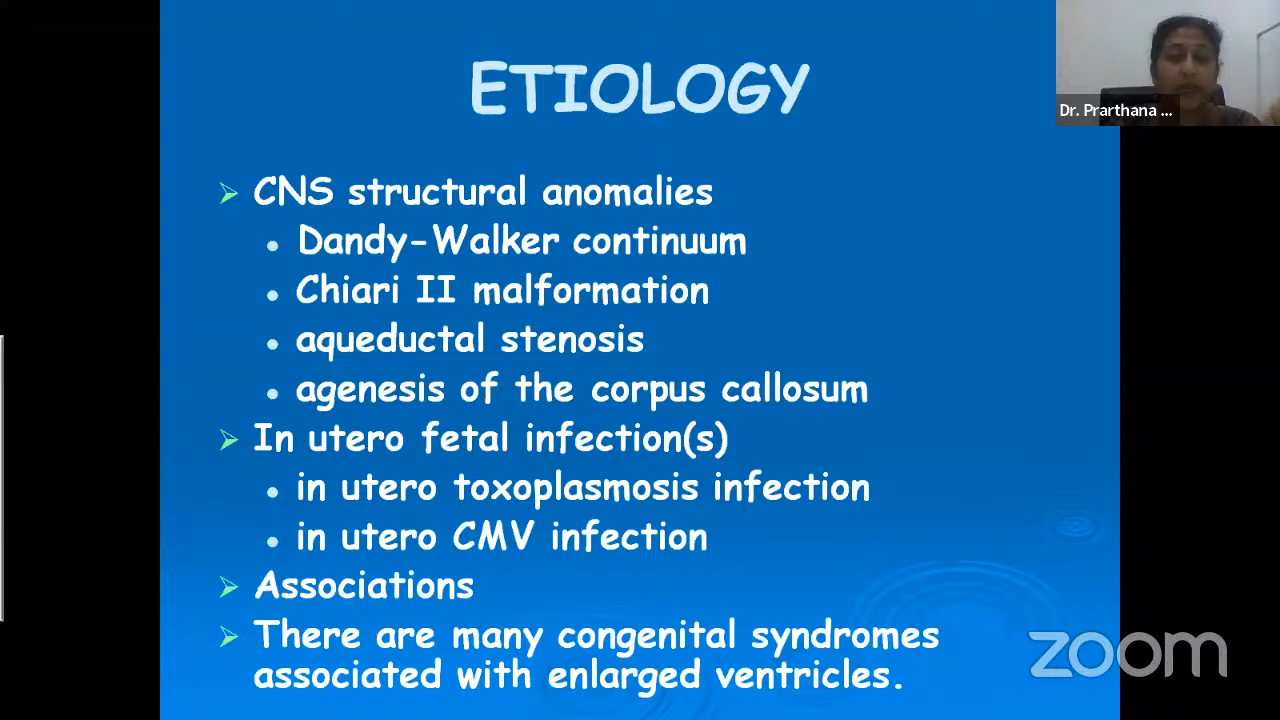 ETIOLOGY
Dr. Prarthana ...
CNS structural anomalies
Dandy-Walker continuum
Chiari II malformation
aqueductal stenosis
agenesis of the corpus callosum
In utero fetal infection(s)
in utero toxoplasmosis infection
in utero CMV infection
Associations
There are many congenital syndromes
associated with enlarged ventricles.
zoom